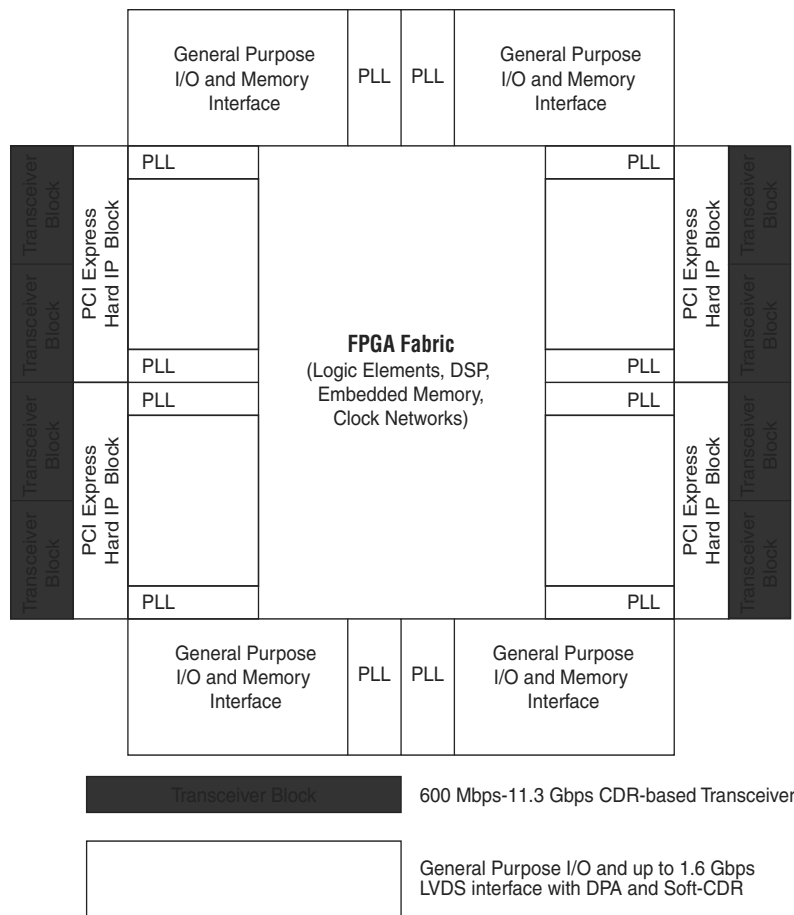 General Purpose
I/O and Memory
Interface
PLL
PLL
General Purpose
I/O and Memory
Interface
Transceiver
Block
Transceiver
Block
Transceiver
Block
Transceiver
Block
PCI Express
Hard IP Block
PCI Express
Hard IP Block
PLL
PLL
PLL
PLL
FPGA Fabric
(Logic Elements, DSP,
Embedded Memory,
Clock Networks)
PLL
PLL
PLL
PLL
PCI Express
Hard IP Block
PCI Express
Hard IP Block
Transceiver
Block
Transceiver
Block
Transceiver
Block
Transceiver
Block
General Purpose
I/O and Memory
Interface
PLL
PLL
General Purpose
I/O and Memory
Interface
Transceiver Block
600 Mbps-11.3 Gbps CDR-based Transceiver
General Purpose I/O and up to 1.6 Gbps
LVDS interface with DPA and Soft-CDR